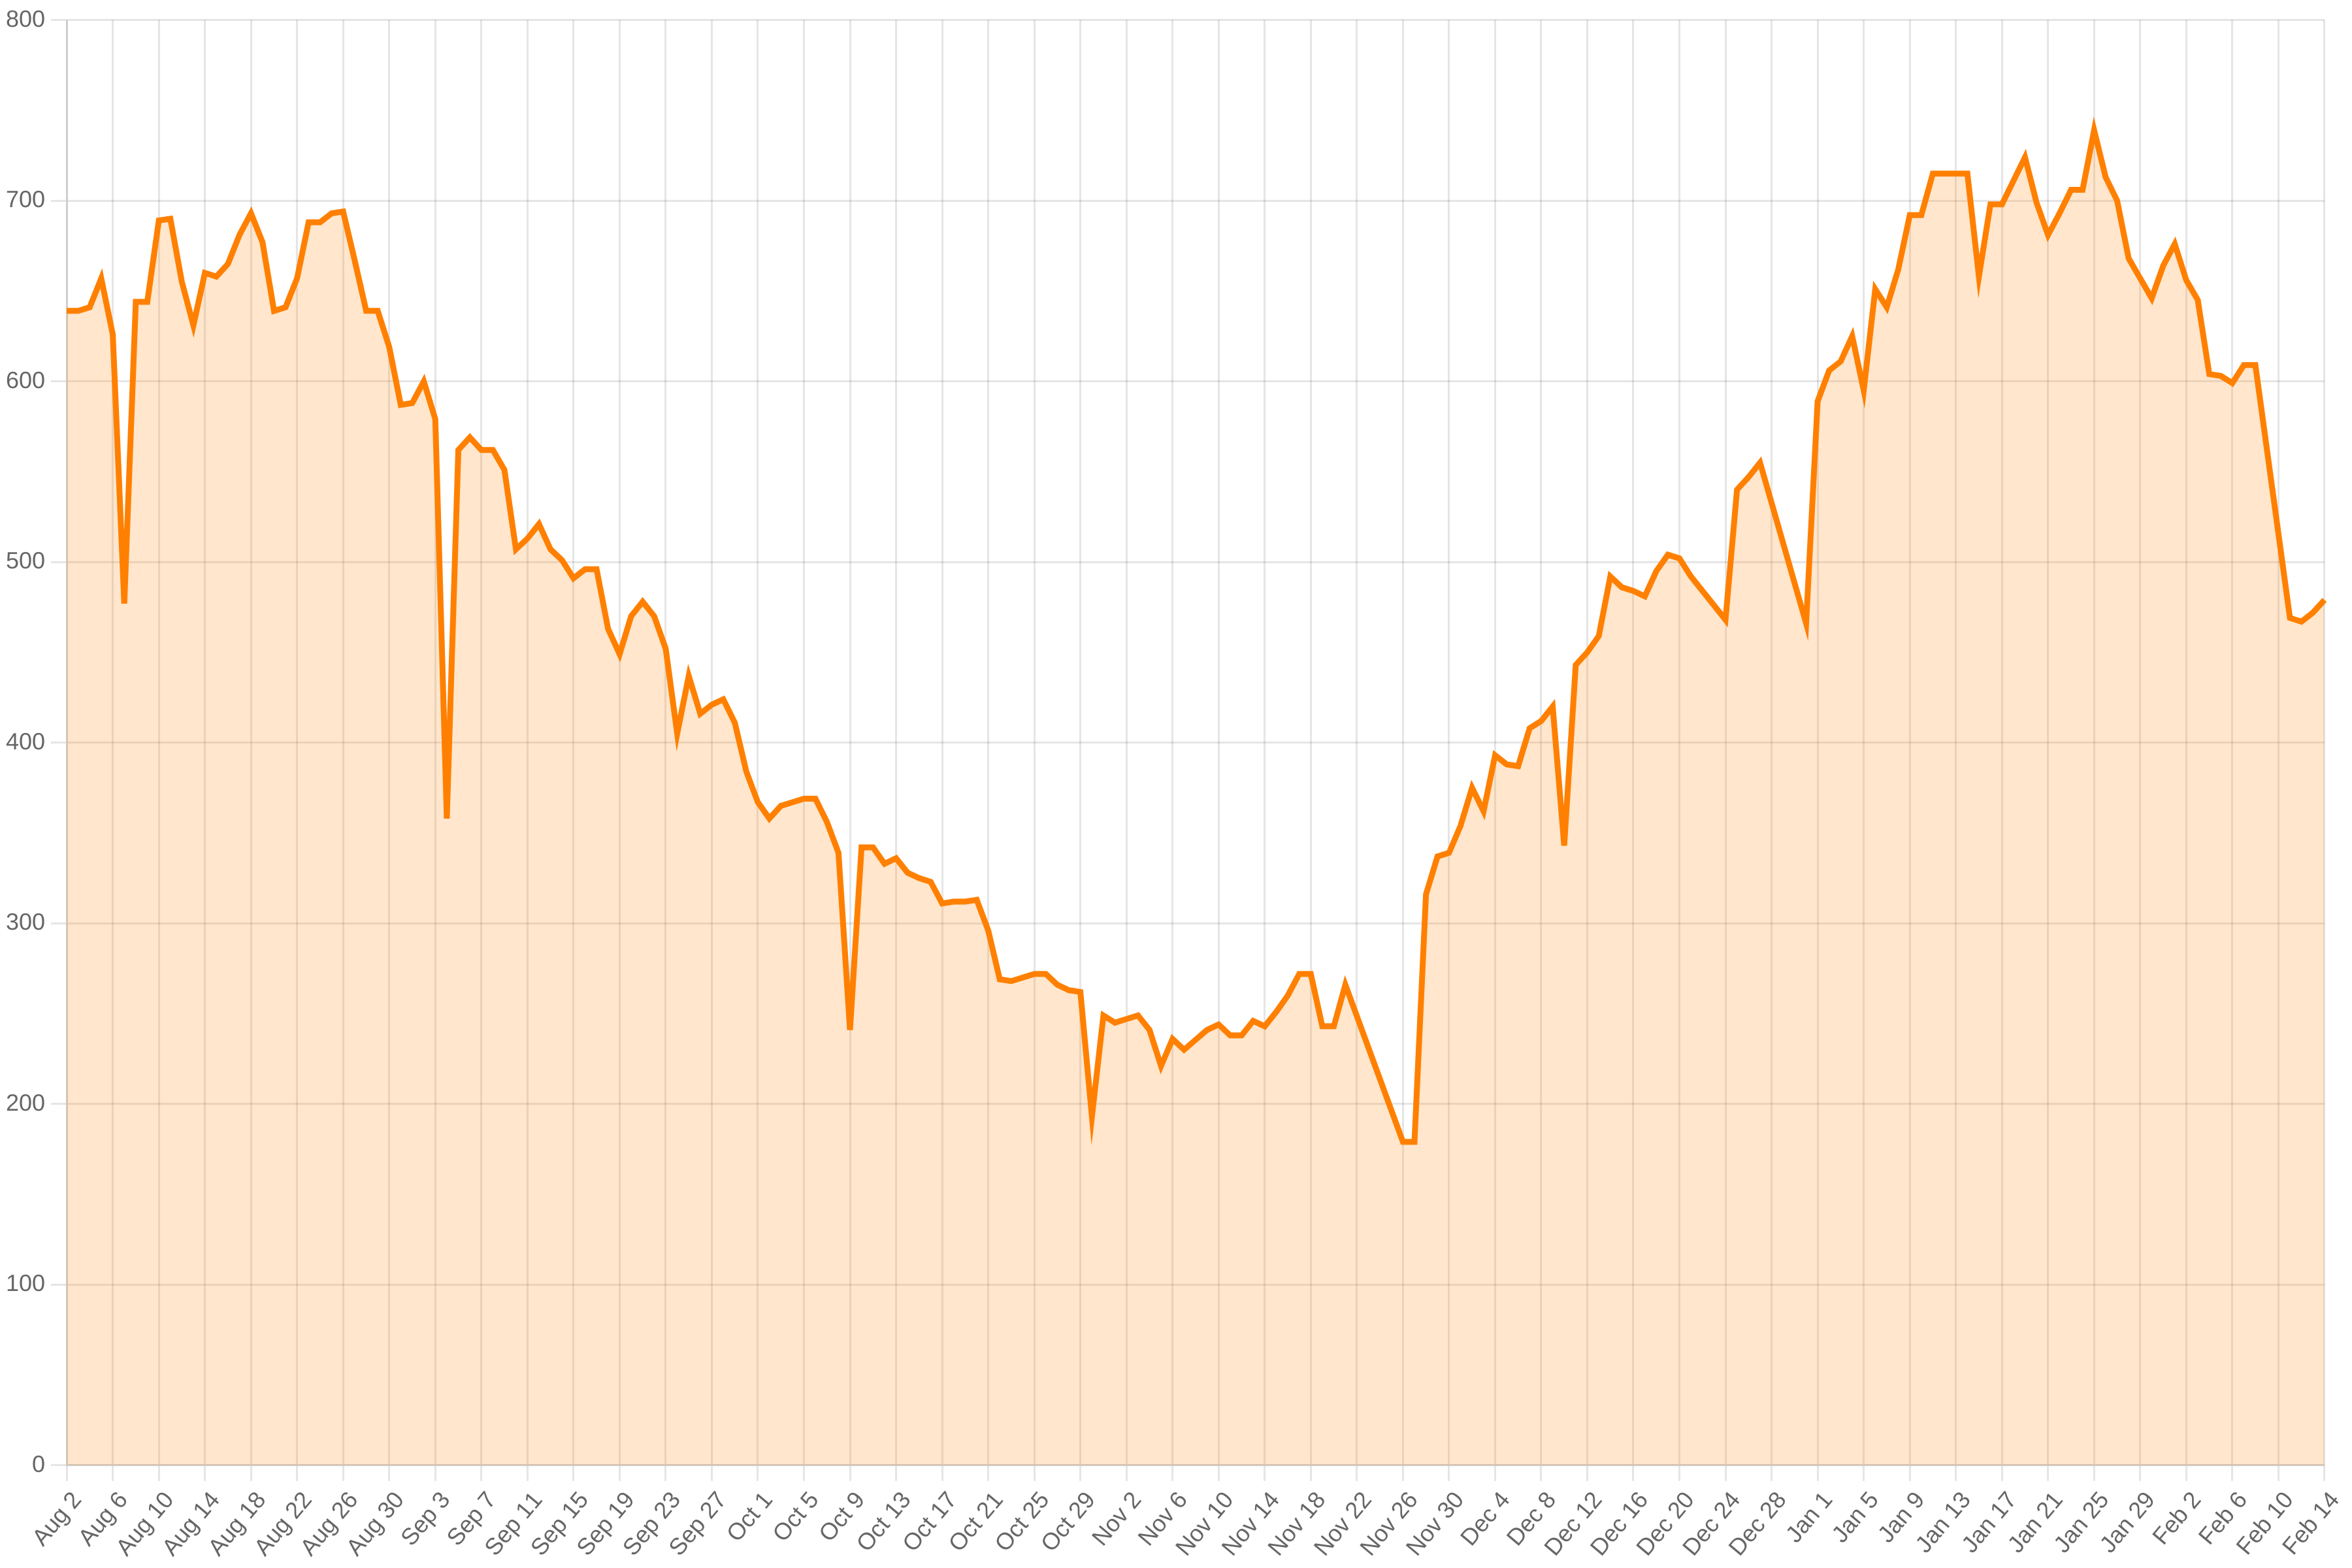 800
700
600
500
400
300
200
100
0
Aug 2
Aug 6
Aug 10
Aug 14
Aug 18
Aug 22
Aug 26
Aug 30
Sep 3
Sep 7
Sep 11
Sep 15
Sep 19
Sep 23
Sep 27
Oct 1
Oct 5
Oct 9
Oct 13
Oct 17
Oct 21
Oct 25
Oct 29
Nov 2
Nov 6
Nov 10
Nov 14
Nov 18
Nov 22
Nov 26
Nov 30
Dec 4
Dec 8
Dec 12
Dec 16
Dec 20
Dec 24
Dec 28
Jan 1
Jan 5
Jan 9
Jan 13
Jan 17
Jan 21
Jan 25
Jan 29
Feb 2
Feb 6
Feb 10
Feb 14